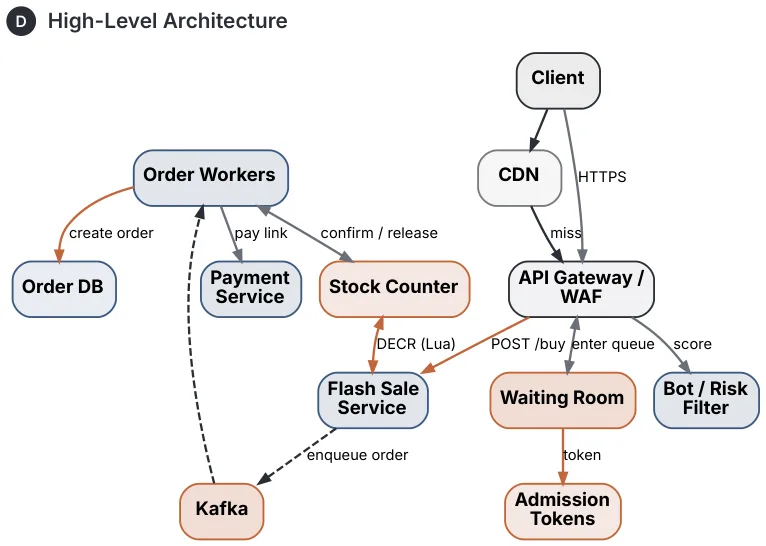 D High-Level Architecture
Client
Order Workers
CDN
HTTPS
create order
pay link
confirm / release
miss
Order DB
Payment
Service
Stock Counter
API Gateway /
WAF
DECR (Lua)
POST /buy
enter queue
score
Flash Sale
Service
Waiting Room
Bot / Risk
Filter
enqueue order
token
Kafka
Admission
Tokens